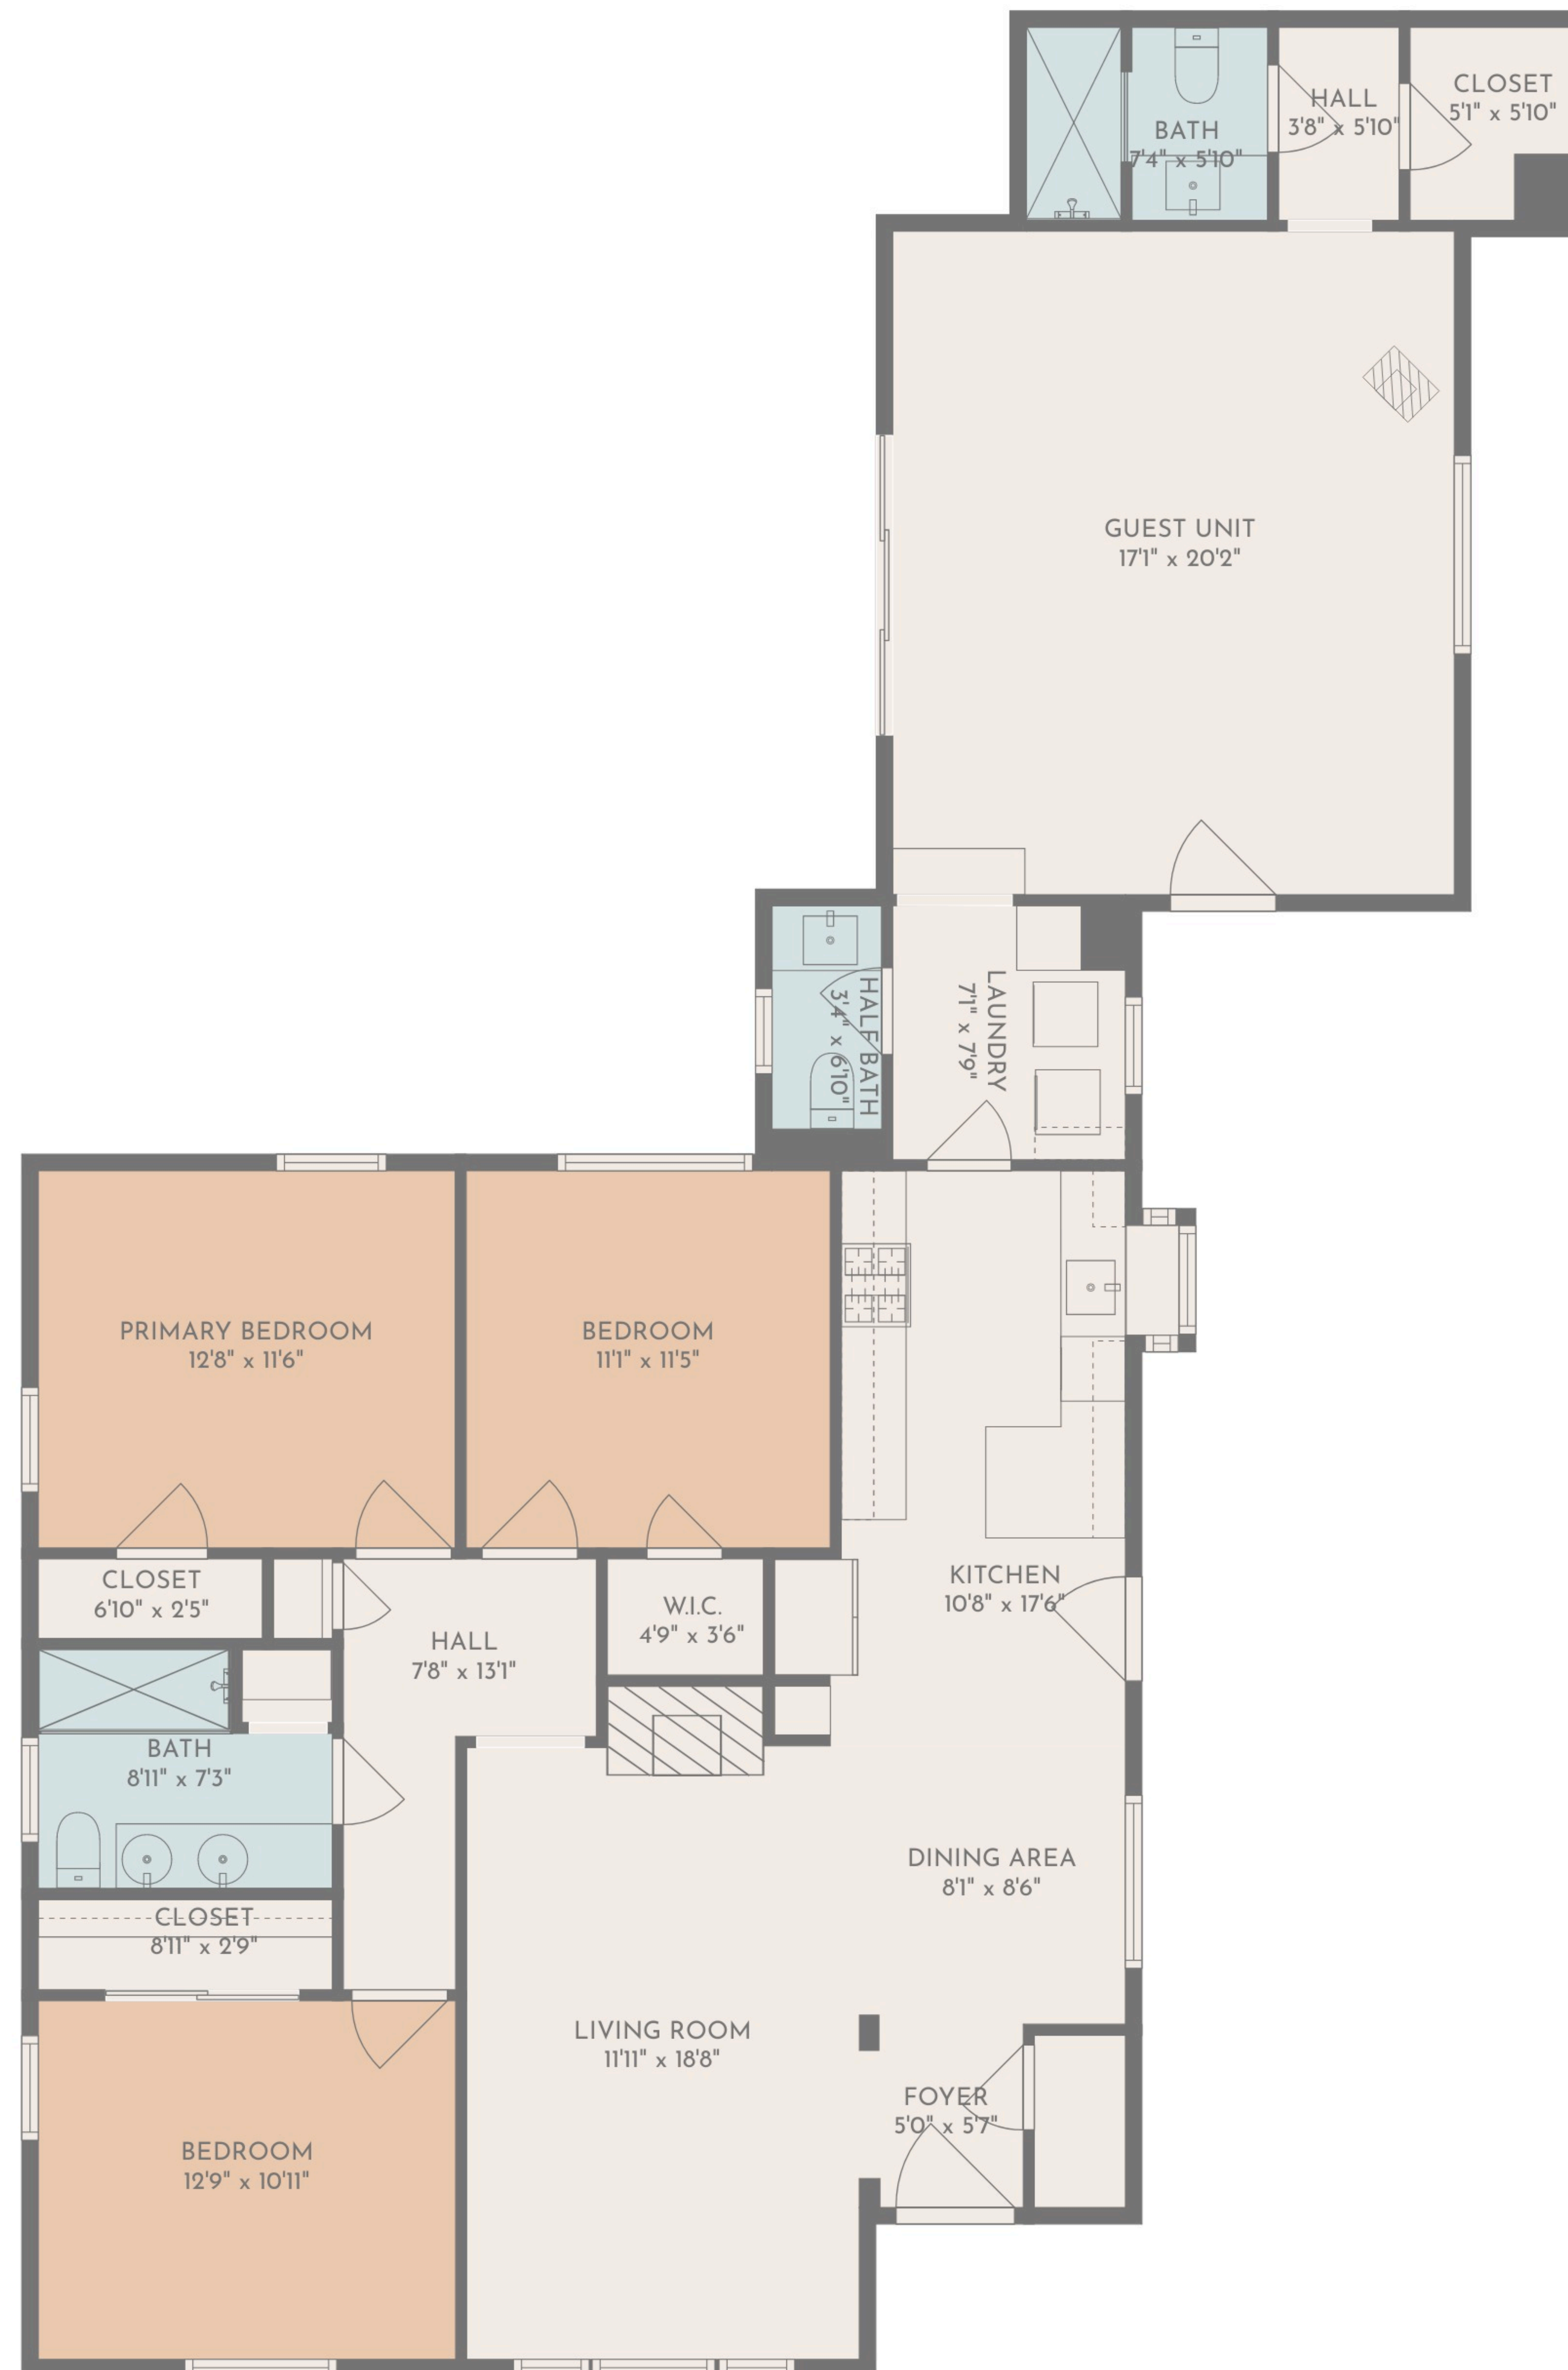 HALL
3'8" x 5'10"
CLOSET
5'1" x 5'10"
BATH
7'4" x 5'10"
GUEST UNIT
17'1" x 20'2"
HALF BATH
3'4" x 6'10"
LAUNDRY
7'1" x 7'9"
PRIMARY BEDROOM
12'8" x 11'6"
BEDROOM
11'1" x 11'5"
CLOSET
6'10" x 2'5"
KITCHEN
10'8" x 17'6"
W.I.C.
4'9" x 3'6"
HALL
7'8" x 13'1"
BATH
8'11" x 7'3"
DINING AREA
8'1" x 8'6"
CLOSET
8'11" x 2'9"
LIVING ROOM
11'11" x 18'8"
FOYER
5'0" x 5'7"
BEDROOM
12'9" x 10'11"